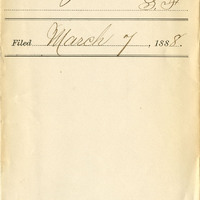 D. P.
Filed March 7, 1888.